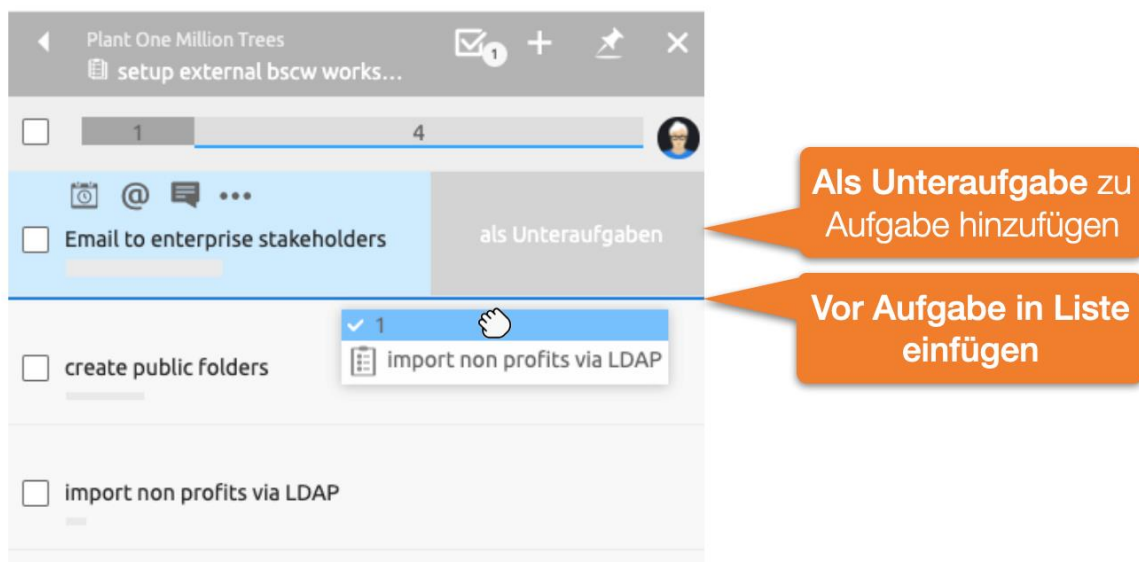 Plant One Million Trees
setup external bscw works...
1
1
4
Email to enterprise stakeholders
als Unteraufgaben
Als Unteraufgabe zu
Aufgabe hinzufügen
Vor Aufgabe in Liste
einfügen
1
import non profits via LDAP
create public folders
import non profits via LDAP